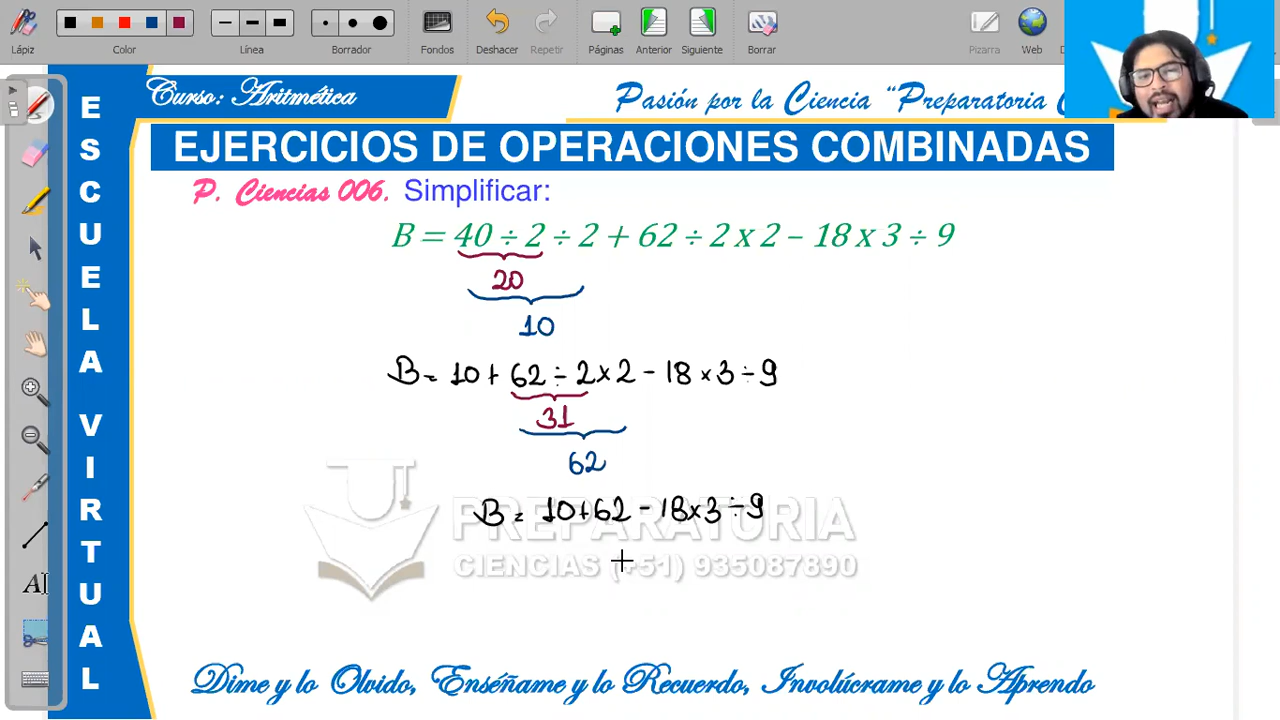 Lápiz
Color
Línea
Borrador
Fondos
Deshacer
Repetir
Páginas
Anterior
Siguiente
Borrar
Pizarra
Web
Curso: Aritmética
Pasión por la Ciencia "Preparatoria C
ESCUELA VIRTUAL
EJERCICIOS DE OPERACIONES COMBINADAS
P. Ciencias 006. Simplificar:
B = 40 ÷ 2 ÷ 2 + 62 ÷ 2 x 2 – 18 x 3 ÷ 9
20
10
B = 10 + 62 ÷ 2 x 2 - 18 x 3 ÷ 9
31
62
B = 10 + 62 - 18 x 3 ÷ 9
PREPARATORIA
CIENCIAS (+51) 935087890
AI
Dime y lo Olvido, Enséñame y lo Recuerdo, Involúcrame y lo Aprendo